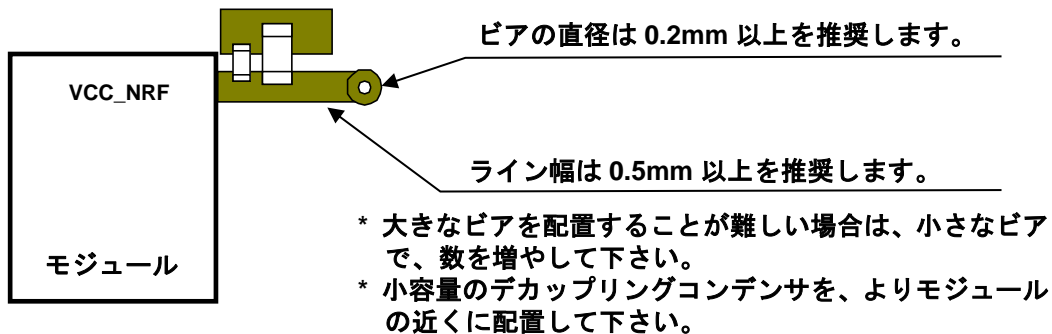 ビアの直径は 0.2mm 以上を推奨します。
VCC_NRF
ライン幅は 0.5mm 以上を推奨します。
* 大きなビアを配置することが難しい場合は、小さなビア
で、数を増やして下さい。
モジュール
* 小容量のデカップリングコンデンサを、よりモジュール
の近くに配置して下さい。